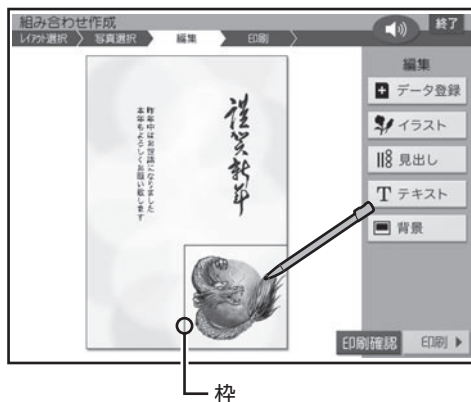 組み合わせ作成
終了
ﾚｲｱｳﾄ選択
写真選択
編集
印刷
編集
データ登録
イラスト
見出し
T テキスト
背景
謹賀新年
昨年中はお世話になりました
本年もよろしくお願い致します
印刷確認
印刷
枠